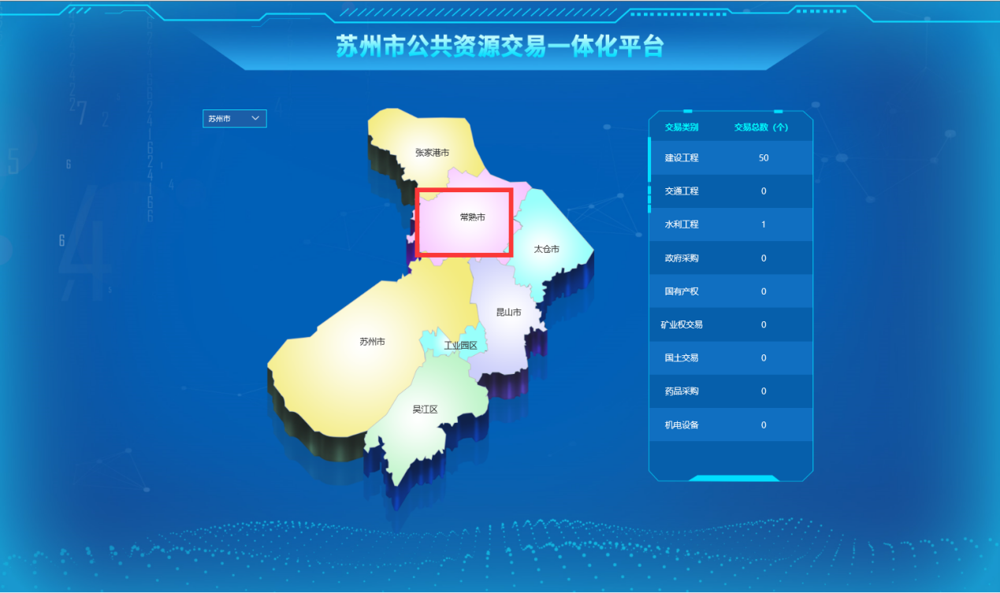 苏州市公共资源交易一体化平台
苏州市
张家港市
常熟市
太仓市
昆山市
苏州市
工业园区
吴江区
交易类别 交易总数（个）
建设工程 50
交通工程 0
水利工程 1
政府采购 0
国有产权 0
矿业权交易 0
国土交易 0
药品采购 0
机电设备 0